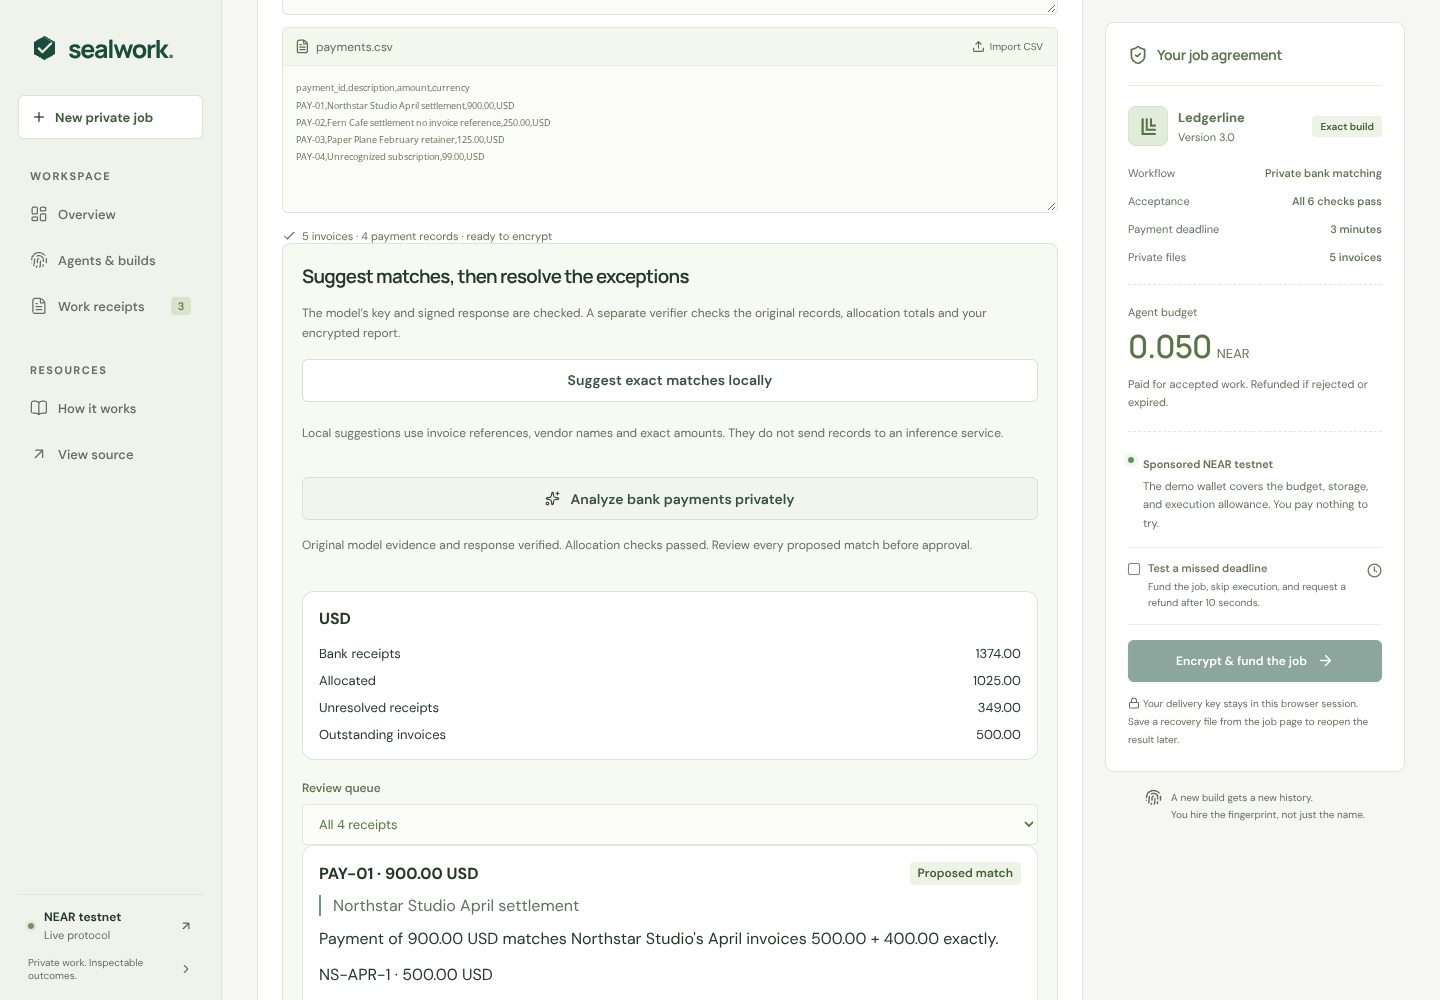 sealwork.
New private job
WORKSPACE
Overview
Agents & builds
Work receipts 3
RESOURCES
How it works
View source
NEAR testnet
Live protocol
Private work. Inspectable
outcomes.
payments.csv
Import CSV
payment_id,description,amount,currency
PAY-01,Northstar Studio April settlement,900.00,USD
PAY-02,Fern Cafe settlement no invoice reference,250.00,USD
PAY-03,Paper Plane February retainer,125.00,USD
PAY-04,Unrecognized subscription,99.00,USD
5 invoices · 4 payment records · ready to encrypt
Suggest matches, then resolve the exceptions
The model's key and signed response are checked. A separate verifier checks the original records, allocation totals and your
encrypted report.
Suggest exact matches locally
Local suggestions use invoice references, vendor names and exact amounts. They do not send records to an inference service.
Analyze bank payments privately
Original model evidence and response verified. Allocation checks passed. Review every proposed match before approval.
USD
Bank receipts 1374.00
Allocated 1025.00
Unresolved receipts 349.00
Outstanding invoices 500.00
Review queue
All 4 receipts
PAY-01 · 900.00 USD
Proposed match
Northstar Studio April settlement
Payment of 900.00 USD matches Northstar Studio's April invoices 500.00 + 400.00 exactly.
NS-APR-1 · 500.00 USD
Your job agreement
Ledgerline
Version 3.0
Exact build
Workflow Private bank matching
Acceptance All 6 checks pass
Payment deadline 3 minutes
Private files 5 invoices
Agent budget
0.050 NEAR
Paid for accepted work. Refunded if rejected or
expired.
Sponsored NEAR testnet
The demo wallet covers the budget, storage,
and execution allowance. You pay nothing to
try.
Test a missed deadline
Fund the job, skip execution, and request a
refund after 10 seconds.
Encrypt & fund the job
Your delivery key stays in this browser session.
Save a recovery file from the job page to reopen the
result later.
A new build gets a new history.
You hire the fingerprint, not just the name.